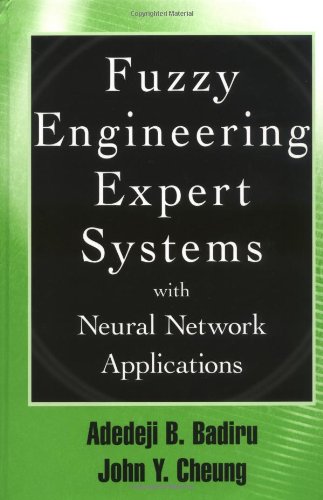 Fuzzy
Engineering
Expert
Systems
with
Neural Network
Applications
Adedeji B. Badiru
John Y. Cheung